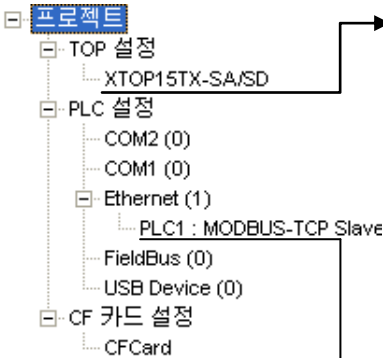 프로젝트
TOP 설정
XTOP15TX-SA/SD
PLC 설정
COM2 (0)
COM1 (0)
Ethernet (1)
PLC1 : MODBUS-TCP Slave
FieldBus (0)
USB Device (0)
CF 카드 설정
CFCard